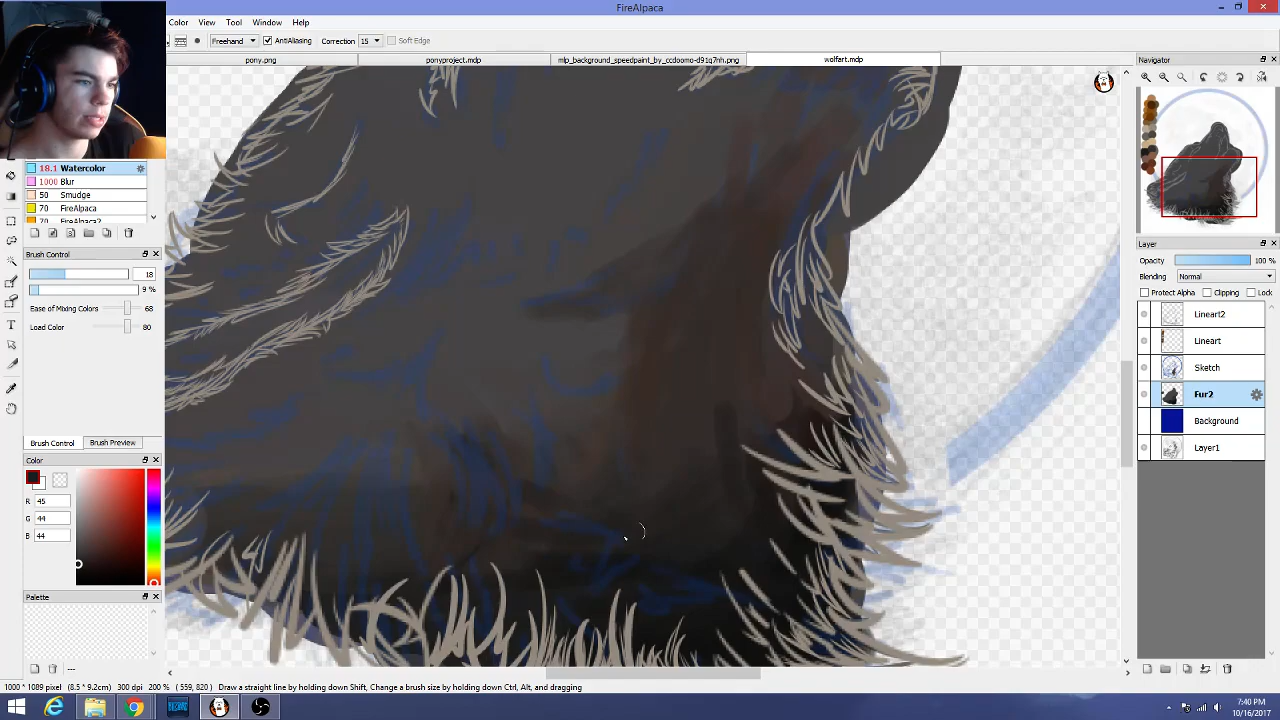 FireAlpaca
Color View Tool Window Help
Freehand AntiAliasing Correction 15 Soft Edge
pony.png ponyproject.mdp mlp_background_speedpaint_by_ccdoomo-d91q7nh.png wolfart.mdp
Navigator
18.1 Watercolor
1000 Blur
50 Smudge
70 FireAlpaca
70 FireAlpaca2
Brush Control
18
9 %
Ease of Mixing Colors 68
Load Color 80
Brush Control Brush Preview
Color
R 45
G 44
B 44
Palette
---
Layer
Opacity 100 %
Blending Normal
Protect Alpha Clipping Lock
Lineart2
Lineart
Sketch
Fur2
Background
Layer1
1009 * 1089 pixel (8.5 * 9.2cm) 300 dpi 200 % ( 559, 820 ) Draw a straight line by holding down Shift, Change a brush size by holding down Ctrl, Alt, and dragging
BLIZZARD
7:40 PM
10/16/2017